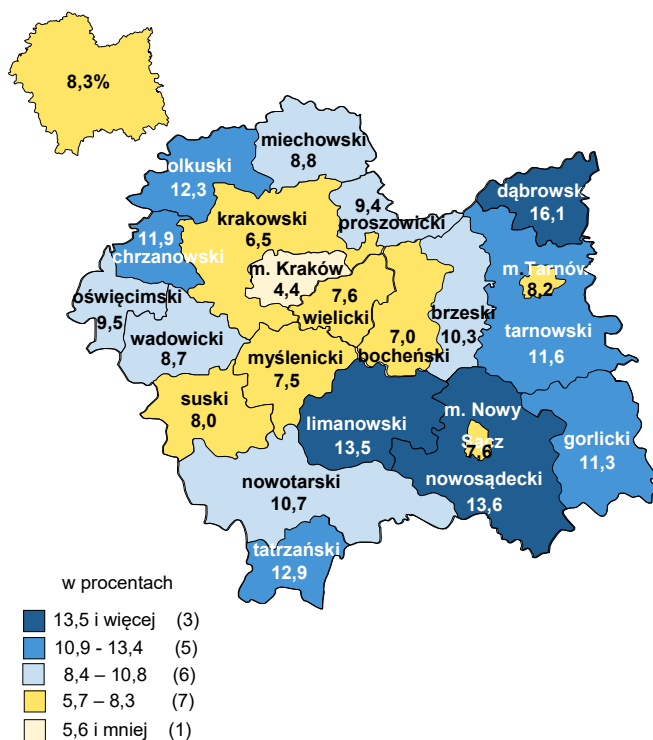 8,3%
miechowski
8,8
olkuski
12,3
dąbrowsk
16,1
9,4
proszowicki
krakowski
6,5
11,9
chrzanowski
m. Kraków
4,4
m.Tarnów
8,2
oświęcimski
9,5
7,6
wielicki
brzeski
10,3
wadowicki
8,7
7,0
bocheński
tarnowski
11,6
myślenicki
7,5
suski
8,0
m. Nowy
Sącz
7,6
limanowski
13,5
gorlicki
11,3
nowosądecki
13,6
nowotarski
10,7
tatrzański
12,9
w procentach
13,5 i więcej (3)
10,9 - 13,4 (5)
8,4 – 10,8 (6)
5,7 – 8,3 (7)
5,6 i mniej (1)